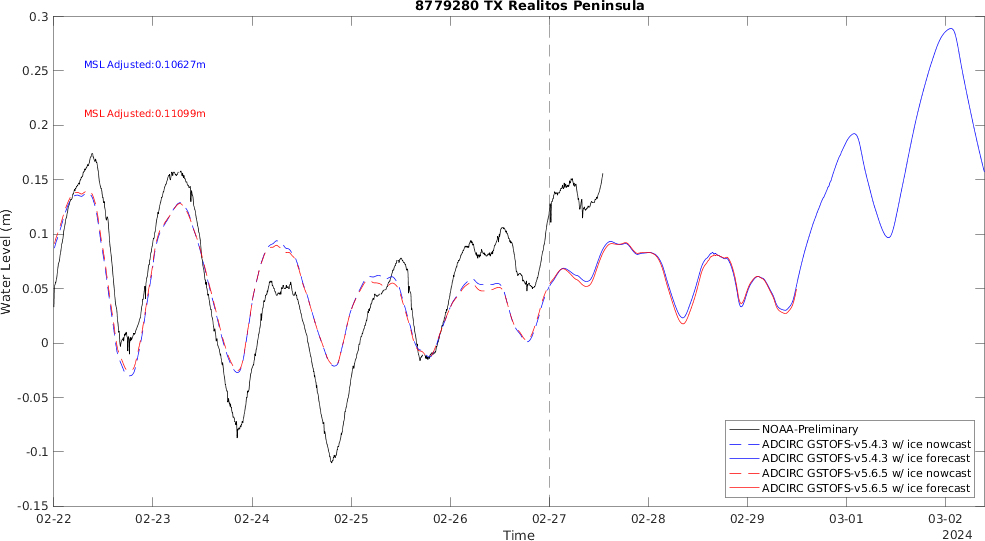 8779280 TX Realitos Peninsula
MSL Adjusted:0.10627m
MSL Adjusted:0.11099m
Water Level (m)
0.3
0.25
0.2
0.15
0.1
0.05
0
-0.05
-0.1
-0.15
02-22 02-23 02-24 02-25 02-26 02-27 02-28 02-29 03-01 03-02
Time
2024
NOAA-Preliminary
ADCIRC GSTOFS-v5.4.3 w/ ice nowcast
ADCIRC GSTOFS-v5.4.3 w/ ice forecast
ADCIRC GSTOFS-v5.6.5 w/ ice nowcast
ADCIRC GSTOFS-v5.6.5 w/ ice forecast